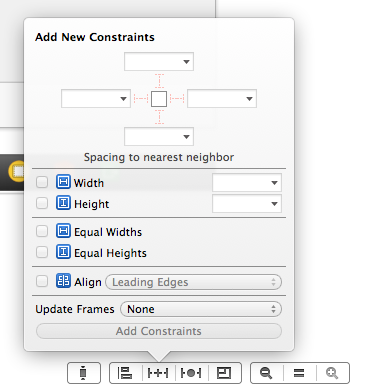 Add New Constraints
Spacing to nearest neighbor
Width
Height
Equal Widths
Equal Heights
Align Leading Edges
Update Frames None
Add Constraints